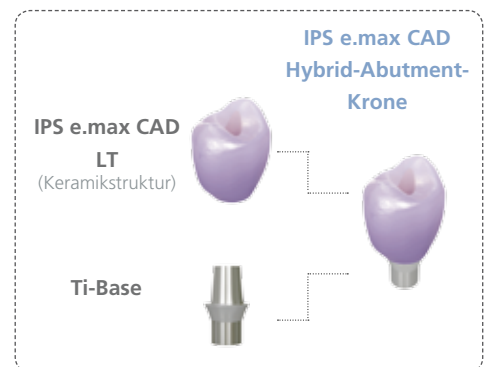 IPS e.max CAD
Hybrid-Abutment-
Krone
IPS e.max CAD
LT
(Keramikstruktur)
Ti-Base